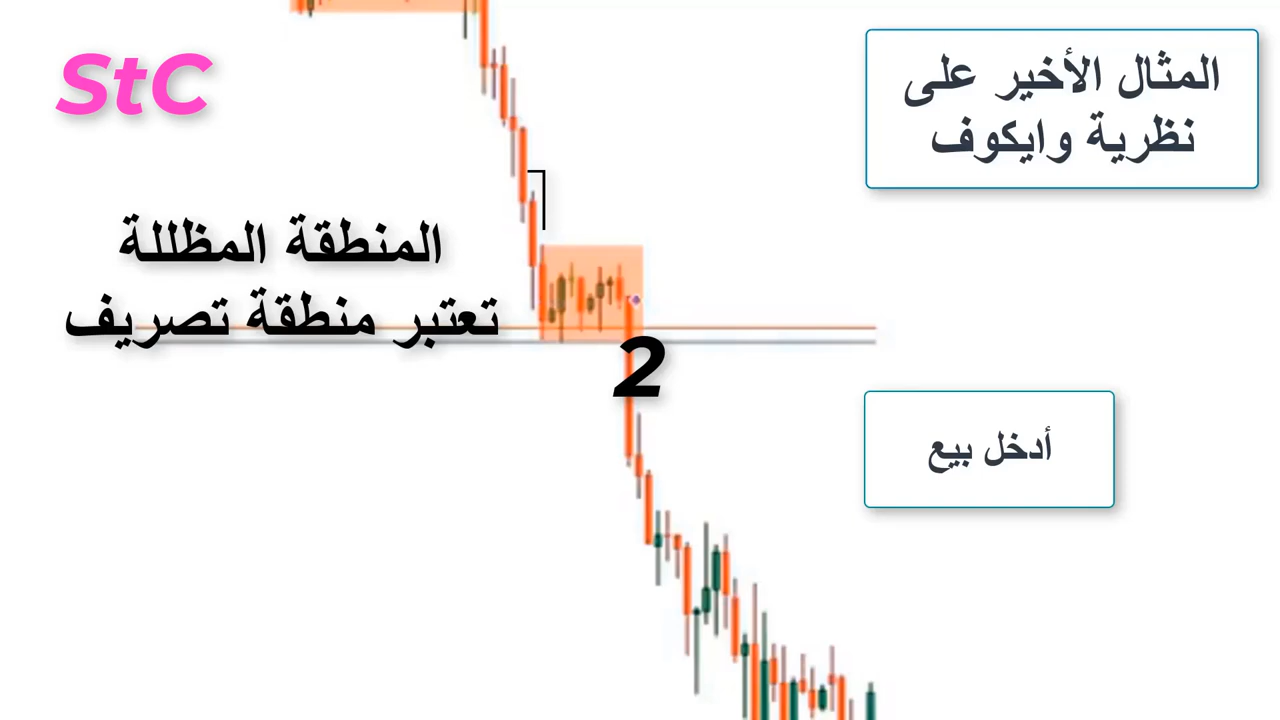 StC
المثال الأخير على
نظرية وايكوف
المنطقة المظللة
تعتبر منطقة تصريف
2
أدخل بيع